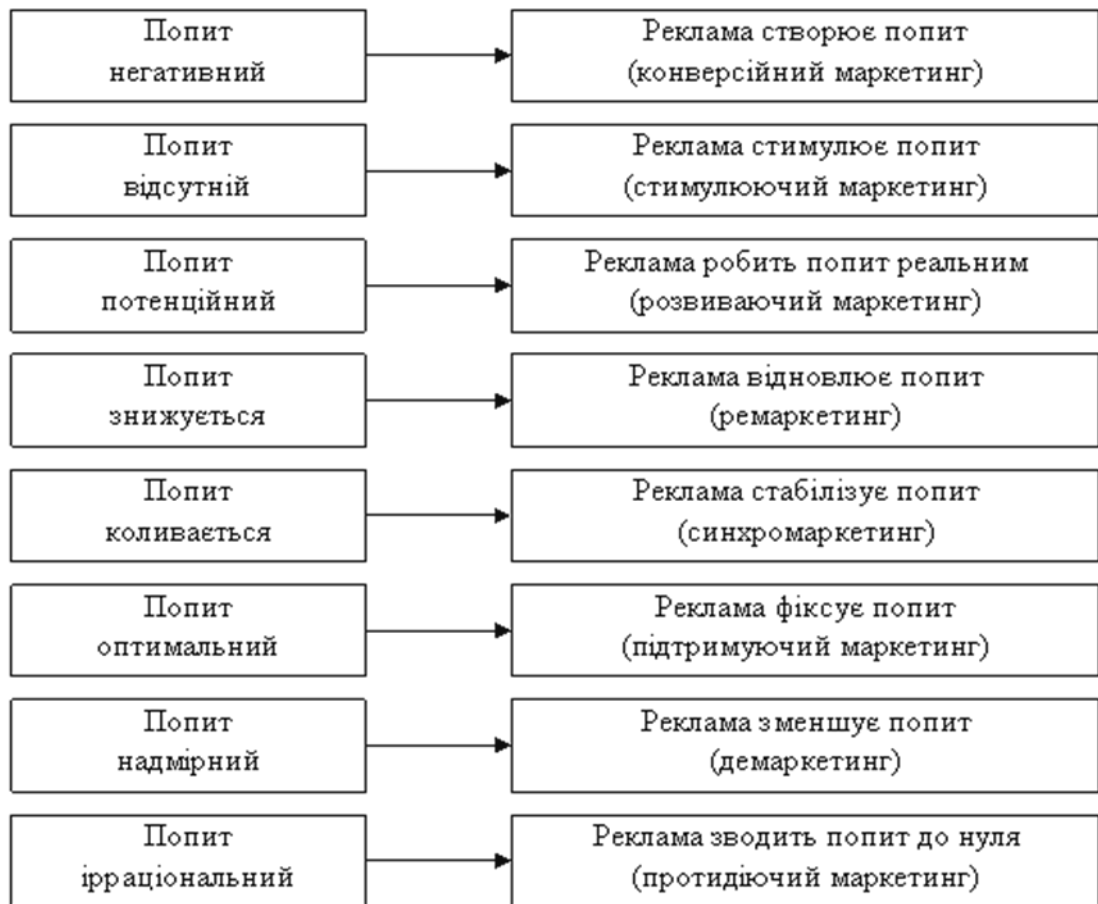 Попит
негативний
Реклама створює попит
(конверсійний маркетинг)
Попит
відсутній
Реклама стимулює попит
(стимулюючий маркетинг)
Попит
потенційний
Реклама робить попит реальним
(розвиваючий маркетинг)
Попит
знижується
Реклама відновлює попит
(ремаркетинг)
Попит
коливається
Реклама стабілізує попит
(синхромаркетинг)
Попит
оптимальний
Реклама фіксує попит
(підтримуючий маркетинг)
Попит
надмірний
Реклама зменшує попит
(демаркетинг)
Попит
ірраціональний
Реклама зводить попит до нуля
(протидіючий маркетинг)